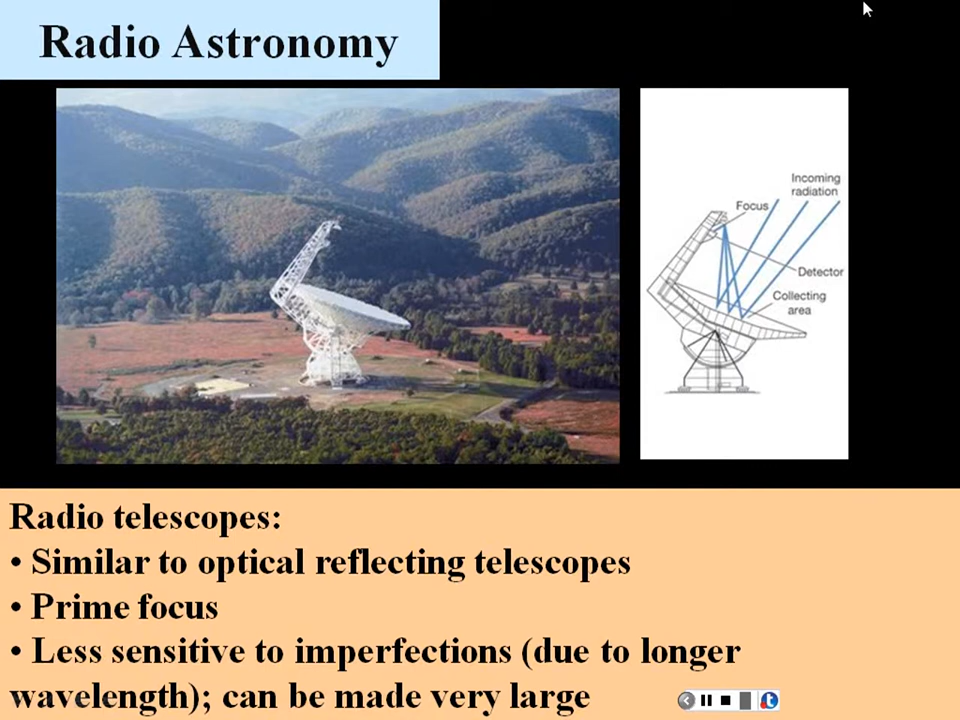 Radio Astronomy
Incoming
radiation
Focus
Detector
Collecting
area
Radio telescopes:
• Similar to optical reflecting telescopes
• Prime focus
• Less sensitive to imperfections (due to longer
wavelength); can be made very large